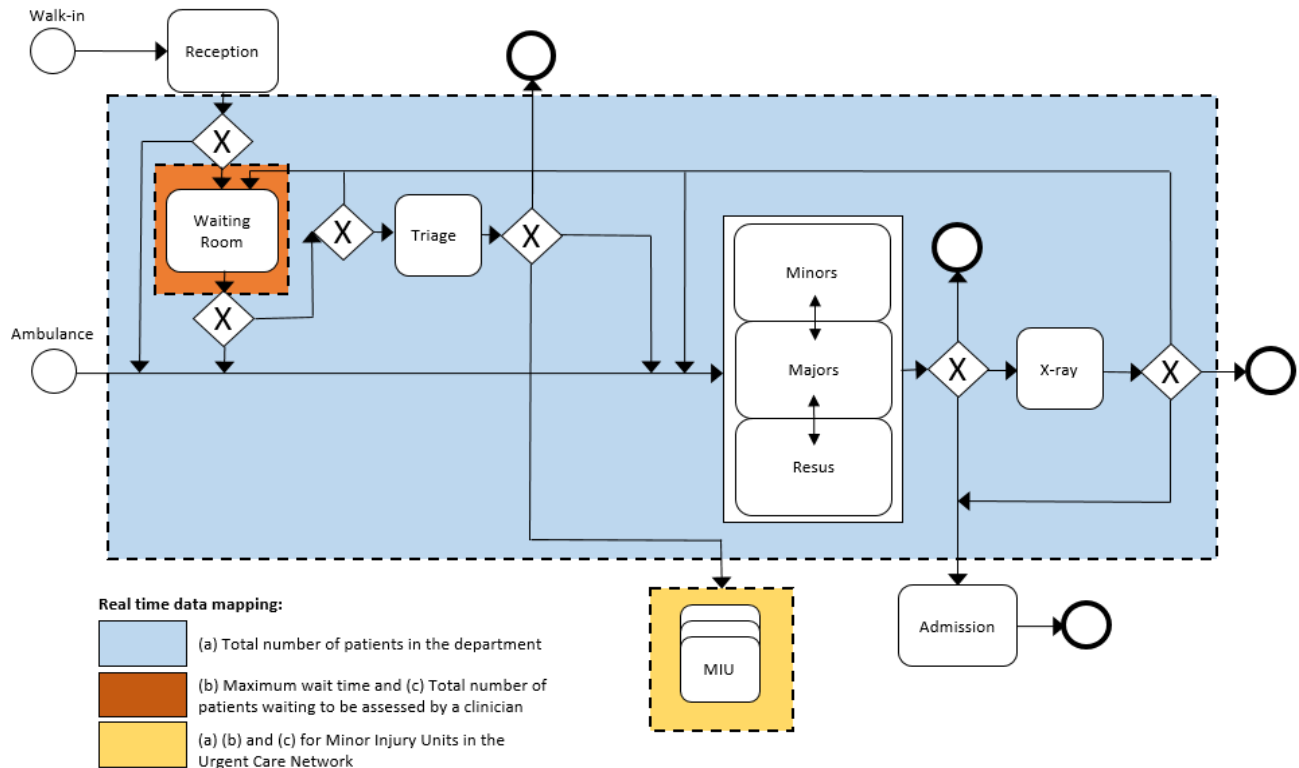 Walk-in
Reception
X
Waiting
Room
X
Triage
X
X
Ambulance
Minors
Majors
Resus
X
X-ray
X
Admission
MIU
Real time data mapping:
(a) Total number of patients in the department
(b) Maximum wait time and (c) Total number of
patients waiting to be assessed by a clinician
(a) (b) and (c) for Minor Injury Units in the
Urgent Care Network